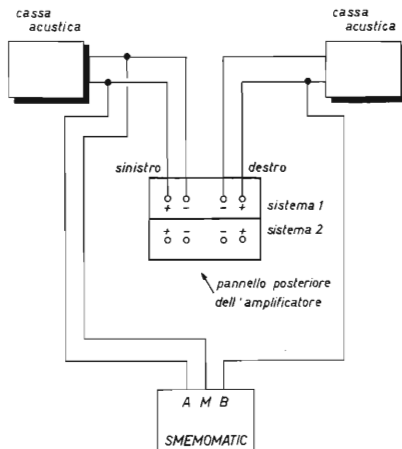 cassa
acustica
cassa
acustica
sinistro
destro
+ - - +
sistema 1
+ - - +
sistema 2
pannello posteriore
dell'amplificatore
A M B
SMEMOMATIC